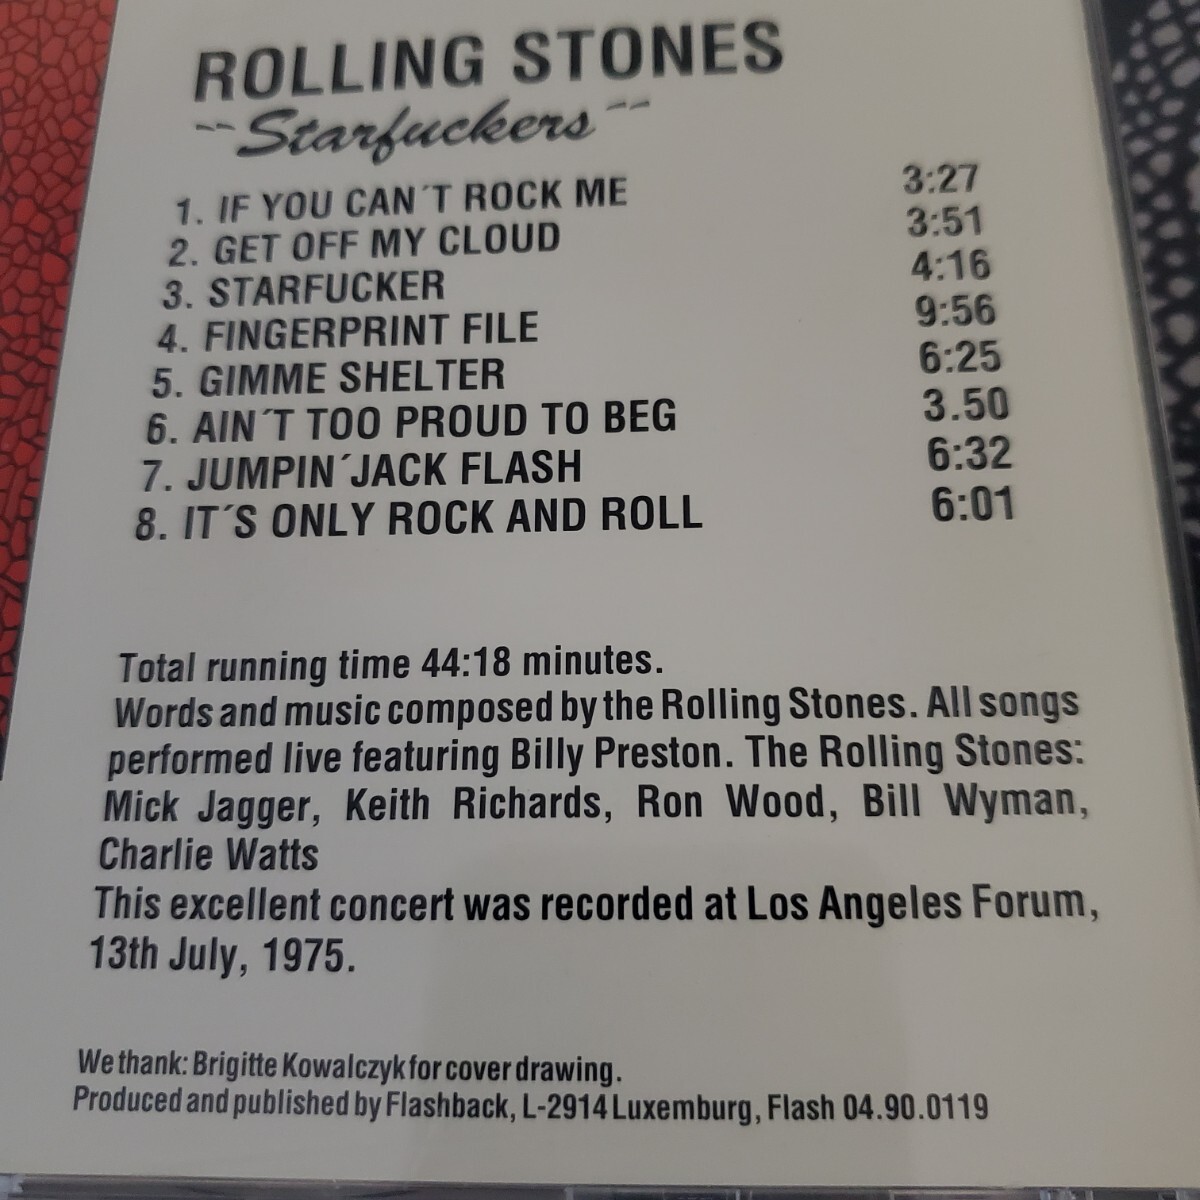 ROLLING STONES
--Starfuckers--
1. IF YOU CAN´T ROCK ME 3:27
2. GET OFF MY CLOUD 3:51
3. STARFUCKER 4:16
4. FINGERPRINT FILE 9:56
5. GIMME SHELTER 6:25
6. AIN´T TOO PROUD TO BEG 3.50
7. JUMPIN´JACK FLASH 6:32
8. IT´S ONLY ROCK AND ROLL 6:01
Total running time 44:18 minutes.
Words and music composed by the Rolling Stones. All songs
performed live featuring Billy Preston. The Rolling Stones:
Mick Jagger, Keith Richards, Ron Wood, Bill Wyman,
Charlie Watts
This excellent concert was recorded at Los Angeles Forum,
13th July, 1975.
We thank: Brigitte Kowalczyk for cover drawing.
Produced and published by Flashback, L-2914 Luxemburg, Flash 04.90.0119